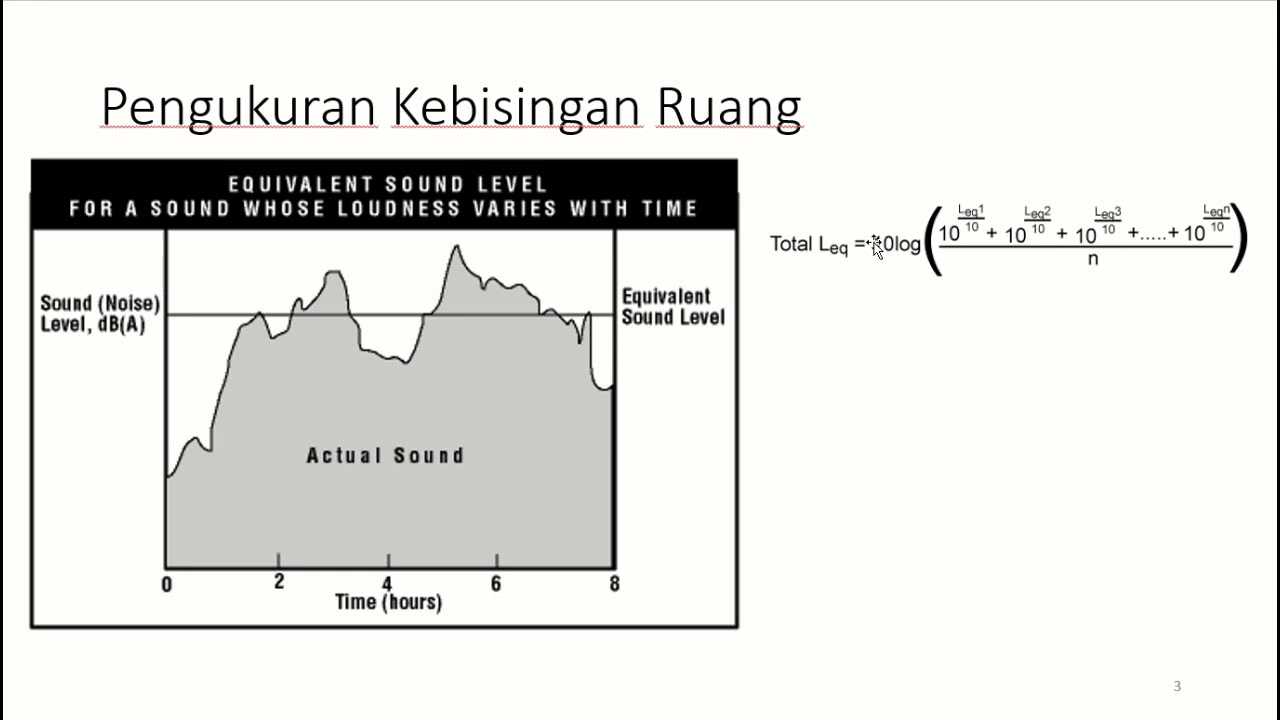 Pengukuran Kebisingan Ruang
EQUIVALENT SOUND LEVEL
FOR A SOUND WHOSE LOUDNESS VARIES WITH TIME
Sound (Noise)
Level, dB(A)
Equivalent
Sound Level
Actual Sound
0 2 4 6 8
Time (hours)
Total Leq = 10log( (10^(Leq1/10) + 10^(Leq2/10) + 10^(Leq3/10) +.....+ 10^(Leqn/10)) / n )
3